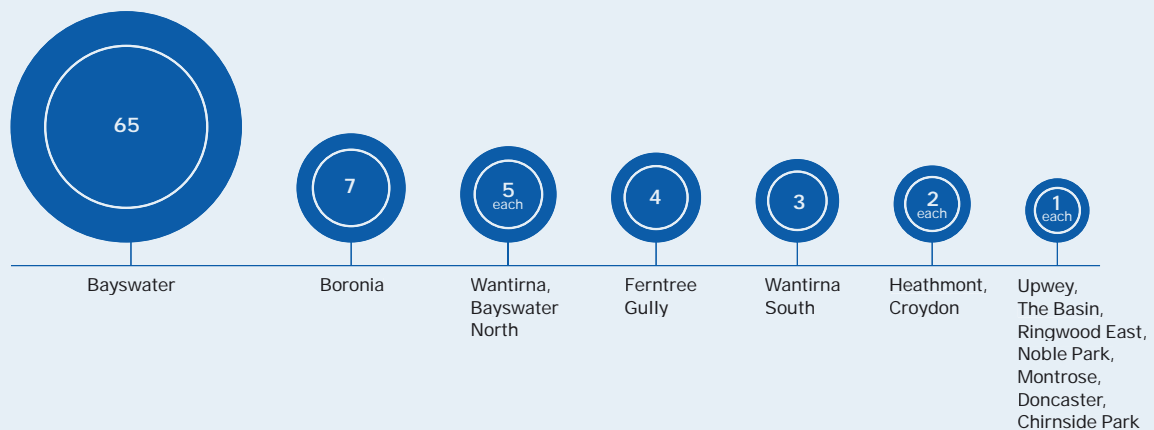 65
7
5
each
4
3
2
each
1
each
Bayswater
Boronia
Wantirna,
Bayswater
North
Ferntree
Gully
Wantirna
South
Heathmont,
Croydon
Upwey,
The Basin,
Ringwood East,
Noble Park,
Montrose,
Doncaster,
Chirnside Park